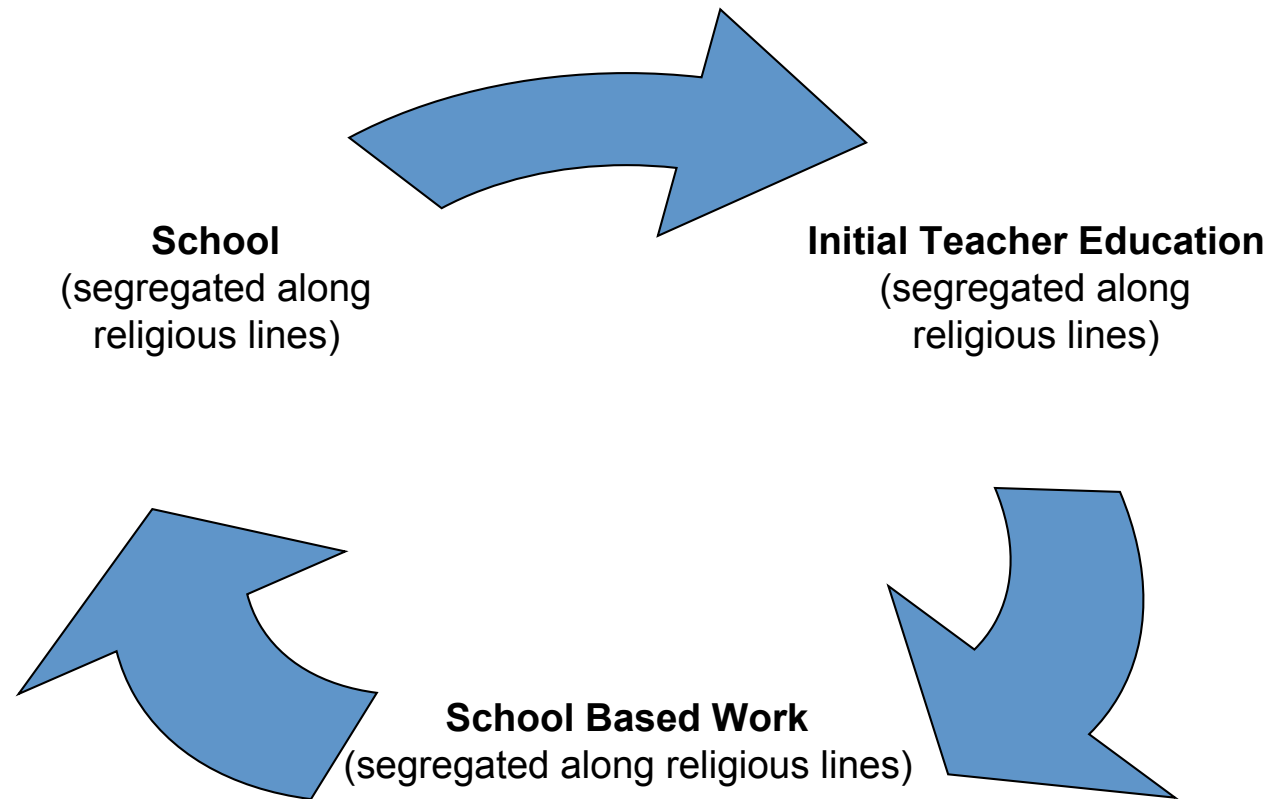 School
(segregated along
religious lines)
Initial Teacher Education
(segregated along
religious lines)
School Based Work
(segregated along religious lines)